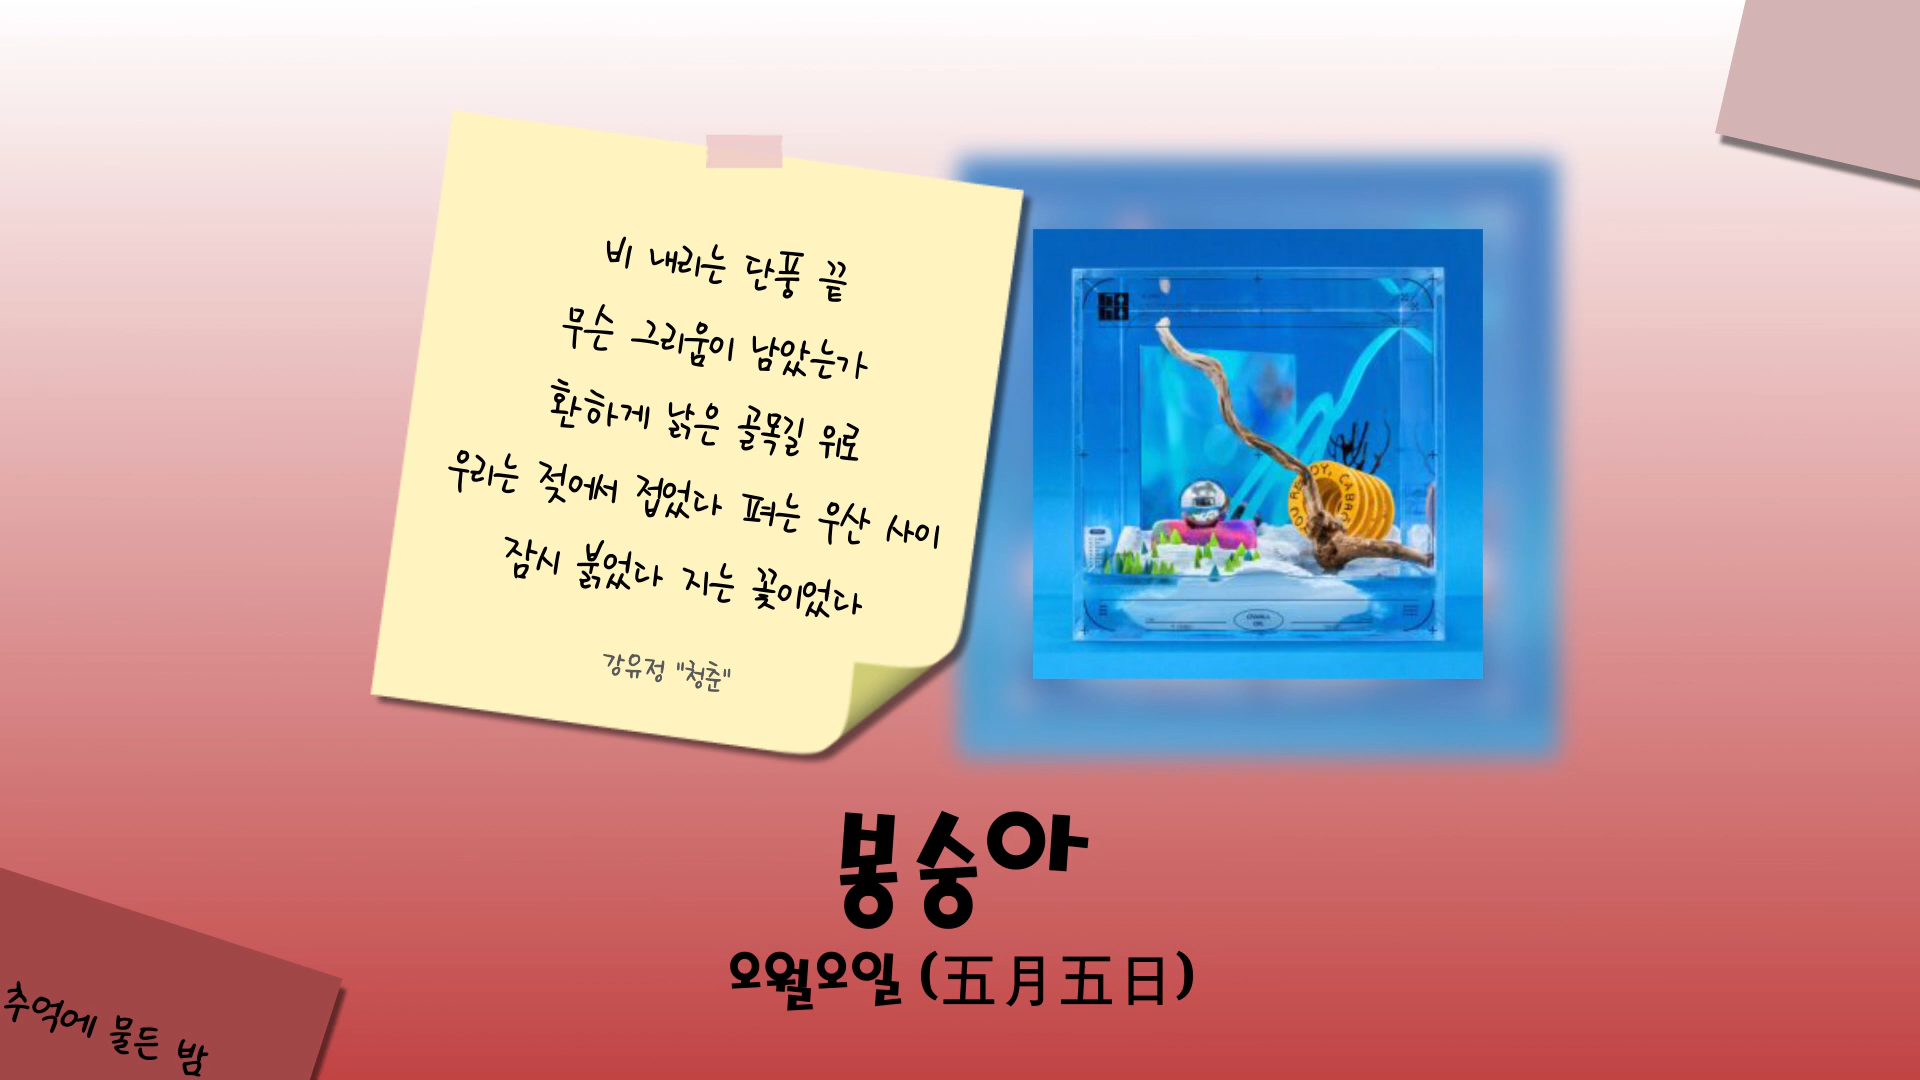 비 내리는 단풍 끝
무슨 그리움이 남았는가
환하게 낡은 골목길 위로
우리는 젖어서 접었다 펴는 우산 사이
잠시 붉었다 지는 꽃이었다
강유정 "청춘"
봉숭아
오월오일 (五月五日)
추억에 물든 밤